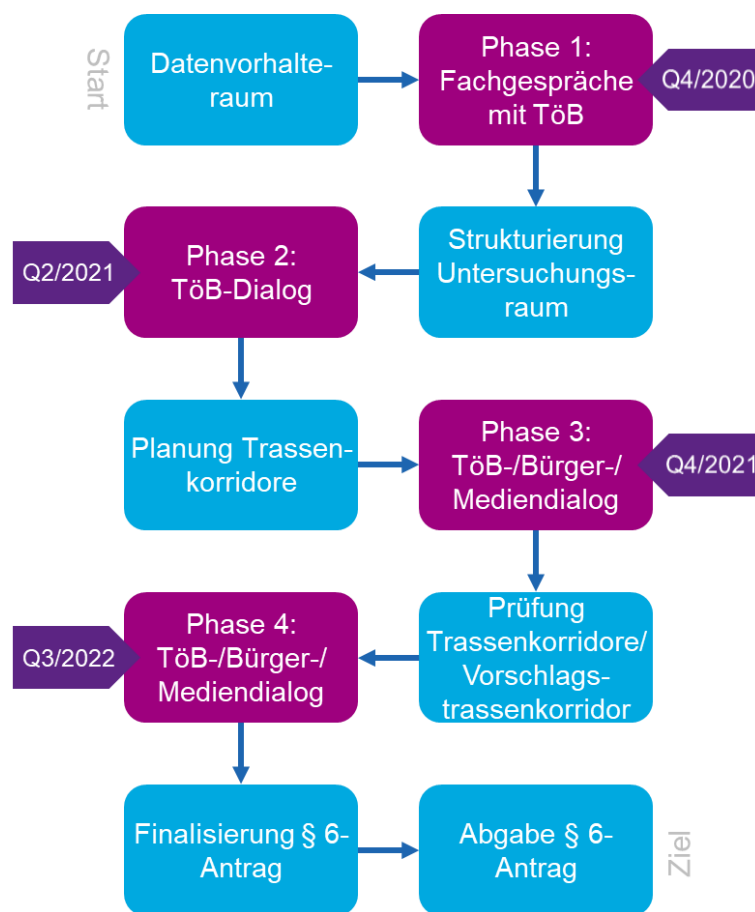 Start
Datenvorhalte-
raum
Phase 1:
Fachgespräche
mit TöB
Q4/2020
Strukturierung
Untersuchungs-
raum
Phase 2:
TöB-Dialog
Q2/2021
Planung Trassen-
korridore
Phase 3:
TöB-/Bürger-/
Mediendialog
Q4/2021
Prüfung
Trassenkorridore/
Vorschlags-
trassenkorridor
Phase 4:
TöB-/Bürger-/
Mediendialog
Q3/2022
Finalisierung § 6-
Antrag
Abgabe § 6-
Antrag
Ziel